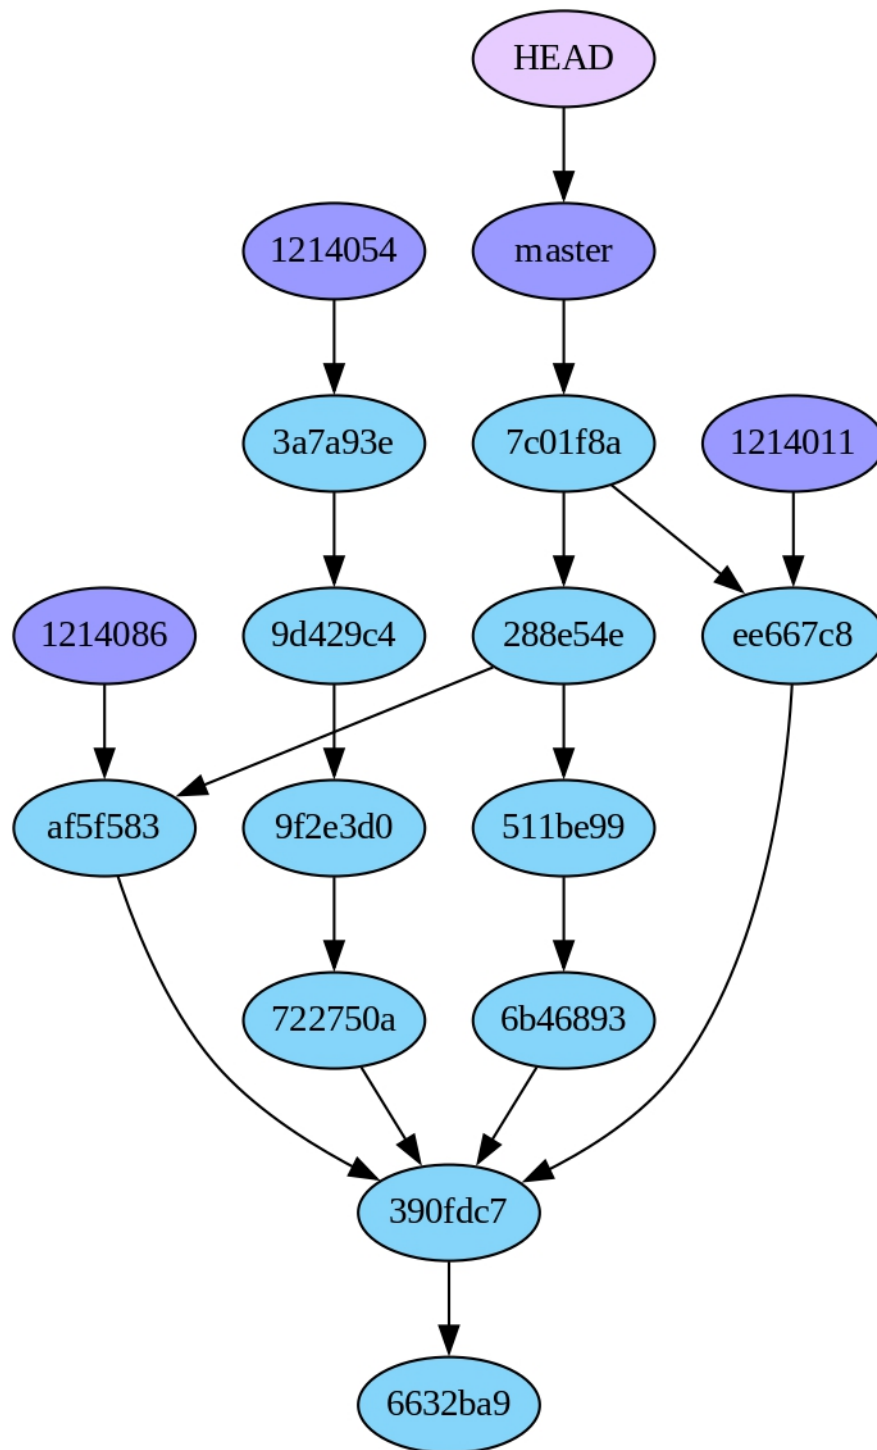 HEAD
1214054
master
3a7a93e
7c01f8a
1214011
1214086
9d429c4
288e54e
ee667c8
af5f583
9f2e3d0
511be99
722750a
6b46893
390fdc7
6632ba9